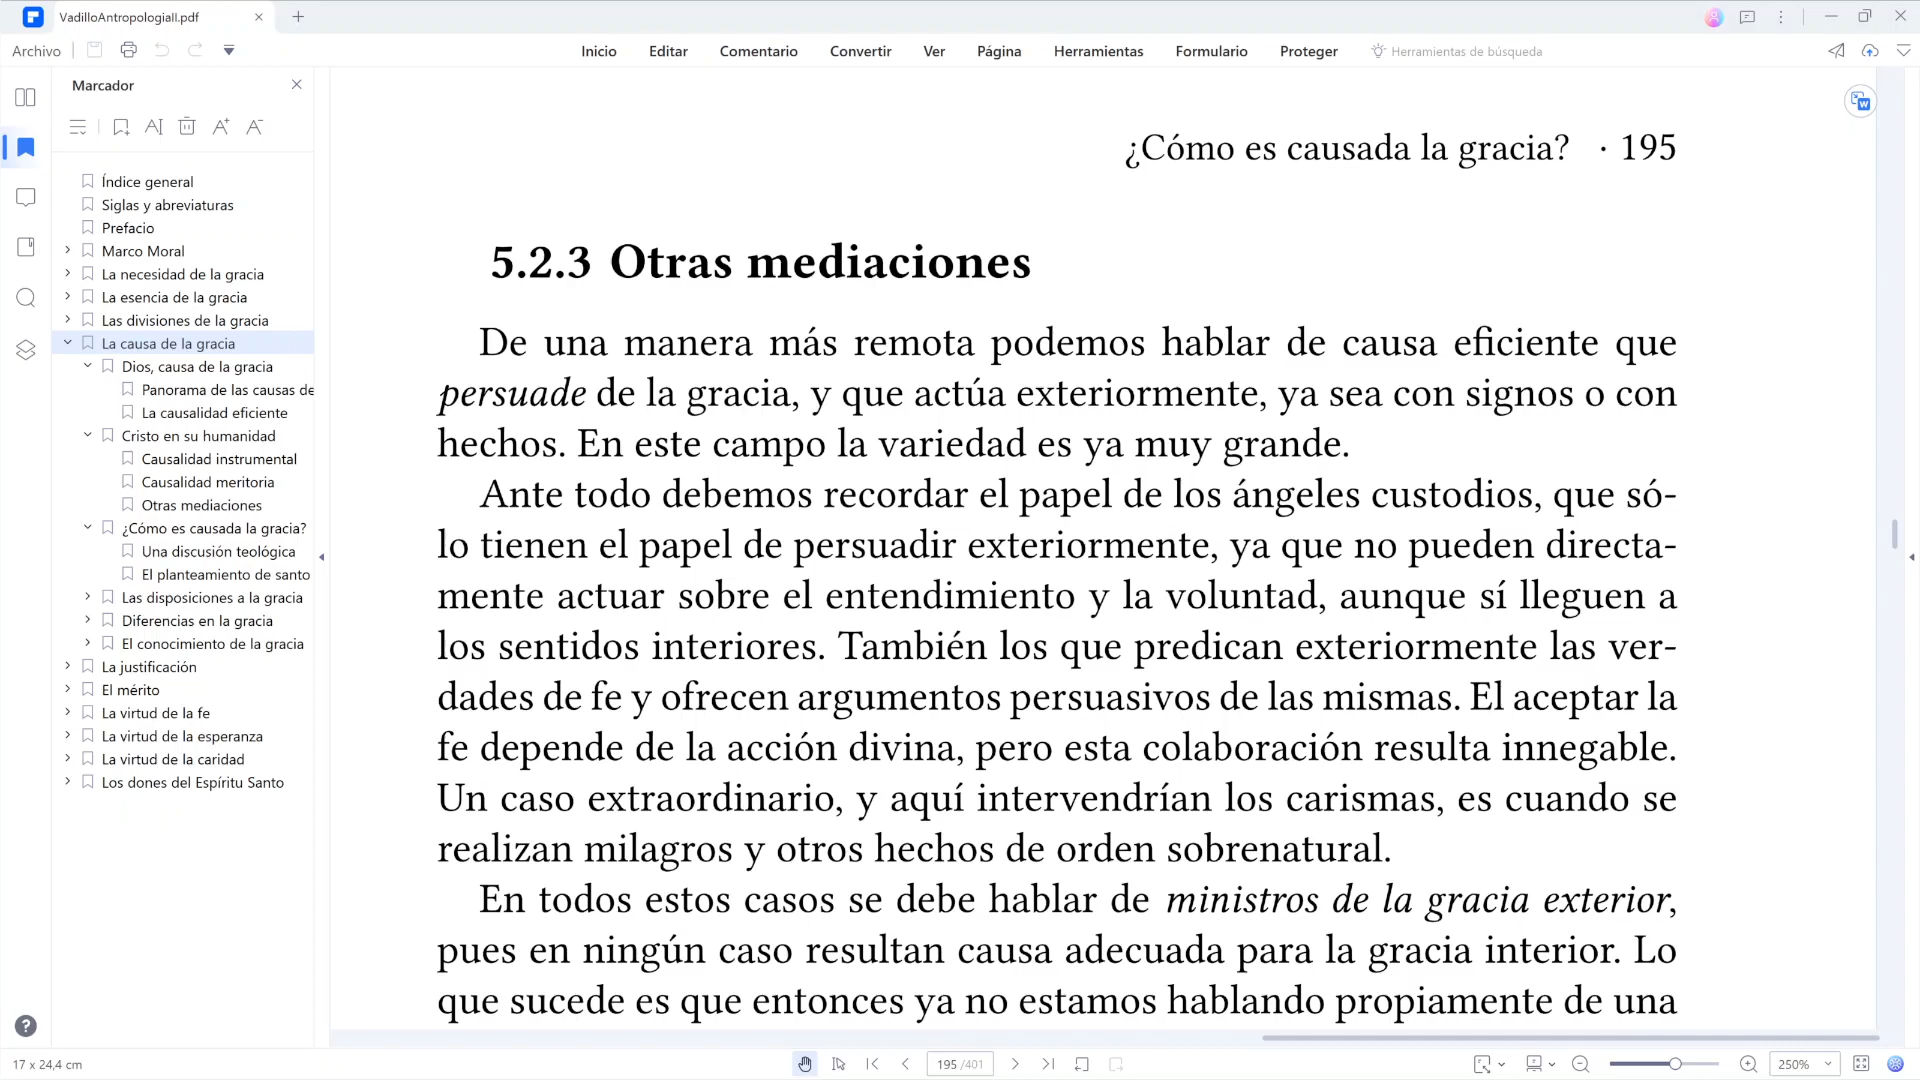 VadilloAntropologiaII.pdf
Archivo
Inicio Editar Comentario Convertir Ver Página Herramientas Formulario Proteger Herramientas de búsqueda
Marcador
Índice general
Siglas y abreviaturas
Prefacio
Marco Moral
La necesidad de la gracia
La esencia de la gracia
Las divisiones de la gracia
La causa de la gracia
Dios, causa de la gracia
Panorama de las causas de
La causalidad eficiente
Cristo en su humanidad
Causalidad instrumental
Causalidad meritoria
Otras mediaciones
¿Cómo es causada la gracia?
Una discusión teológica
El planteamiento de santo
Las disposiciones a la gracia
Diferencias en la gracia
El conocimiento de la gracia
La justificación
El mérito
La virtud de la fe
La virtud de la esperanza
La virtud de la caridad
Los dones del Espíritu Santo
¿Cómo es causada la gracia? · 195
5.2.3 Otras mediaciones
De una manera más remota podemos hablar de causa eficiente que
persuade de la gracia, y que actúa exteriormente, ya sea con signos o con
hechos. En este campo la variedad es ya muy grande.
Ante todo debemos recordar el papel de los ángeles custodios, que só-
lo tienen el papel de persuadir exteriormente, ya que no pueden directa-
mente actuar sobre el entendimiento y la voluntad, aunque sí lleguen a
los sentidos interiores. También los que predican exteriormente las ver-
dades de fe y ofrecen argumentos persuasivos de las mismas. El aceptar la
fe depende de la acción divina, pero esta colaboración resulta innegable.
Un caso extraordinario, y aquí intervendrían los carismas, es cuando se
realizan milagros y otros hechos de orden sobrenatural.
En todos estos casos se debe hablar de ministros de la gracia exterior,
pues en ningún caso resultan causa adecuada para la gracia interior. Lo
que sucede es que entonces ya no estamos hablando propiamente de una
17 x 24,4 cm
195 /401
250%